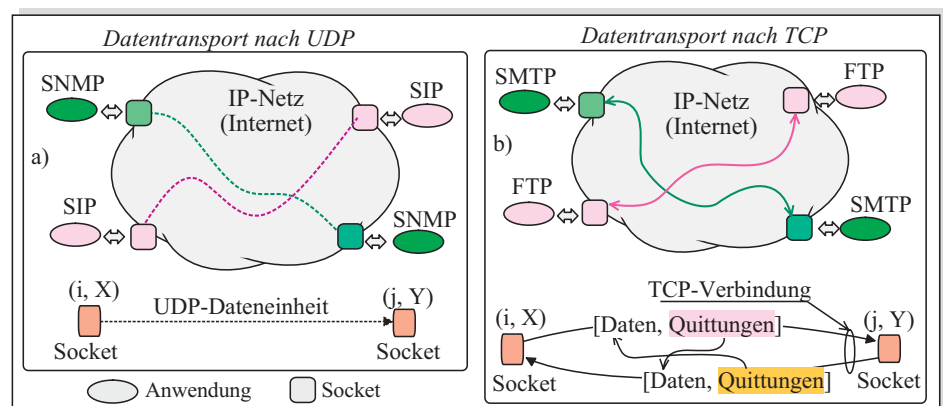 Datentransport nach UDP
SNMP
IP-Netz
(Internet)
SIP
a)
SIP
SNMP
(i, X)
UDP-Dateneinheit
(j, Y)
Socket
Socket
Anwendung
Socket
Datentransport nach TCP
SMTP
IP-Netz
(Internet)
FTP
b)
FTP
SMTP
TCP-Verbindung
(i, X)
[Daten, Quittungen]
(j, Y)
Socket
[Daten, Quittungen]
Socket